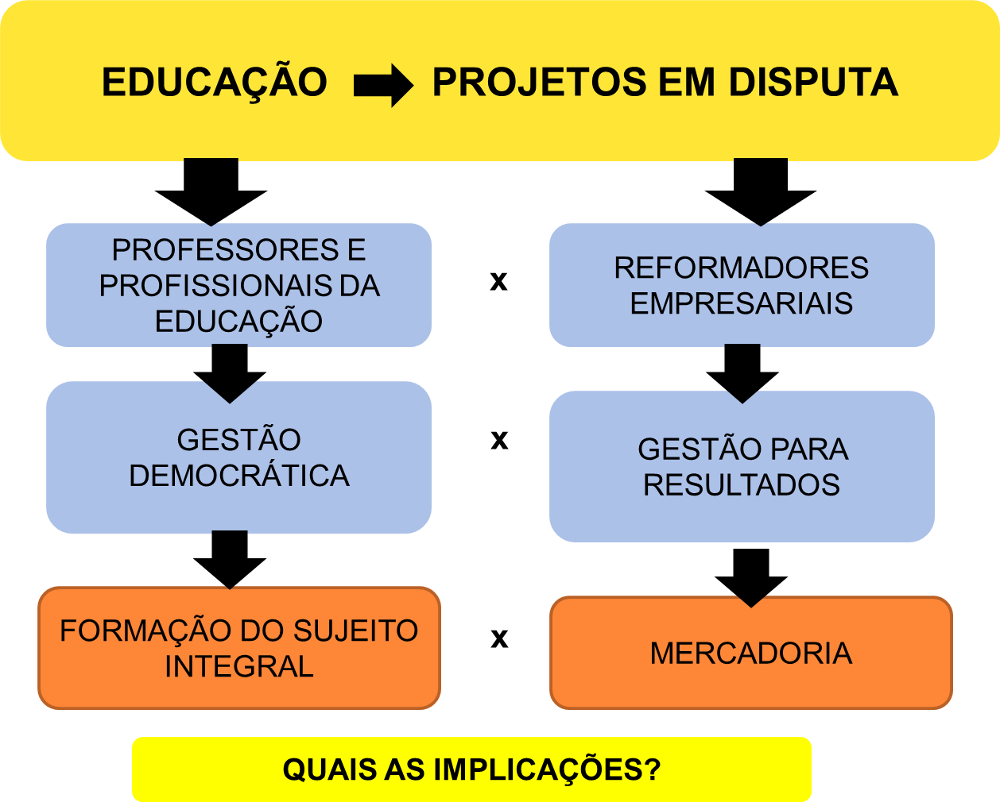 EDUCAÇÃO PROJETOS EM DISPUTA
PROFESSORES E
PROFISSIONAIS DA
EDUCAÇÃO
x
REFORMADORES
EMPRESARIAIS
GESTÃO
DEMOCRÁTICA
x
GESTÃO PARA
RESULTADOS
FORMAÇÃO DO SUJEITO
INTEGRAL
x
MERCADORIA
QUAIS AS IMPLICAÇÕES?